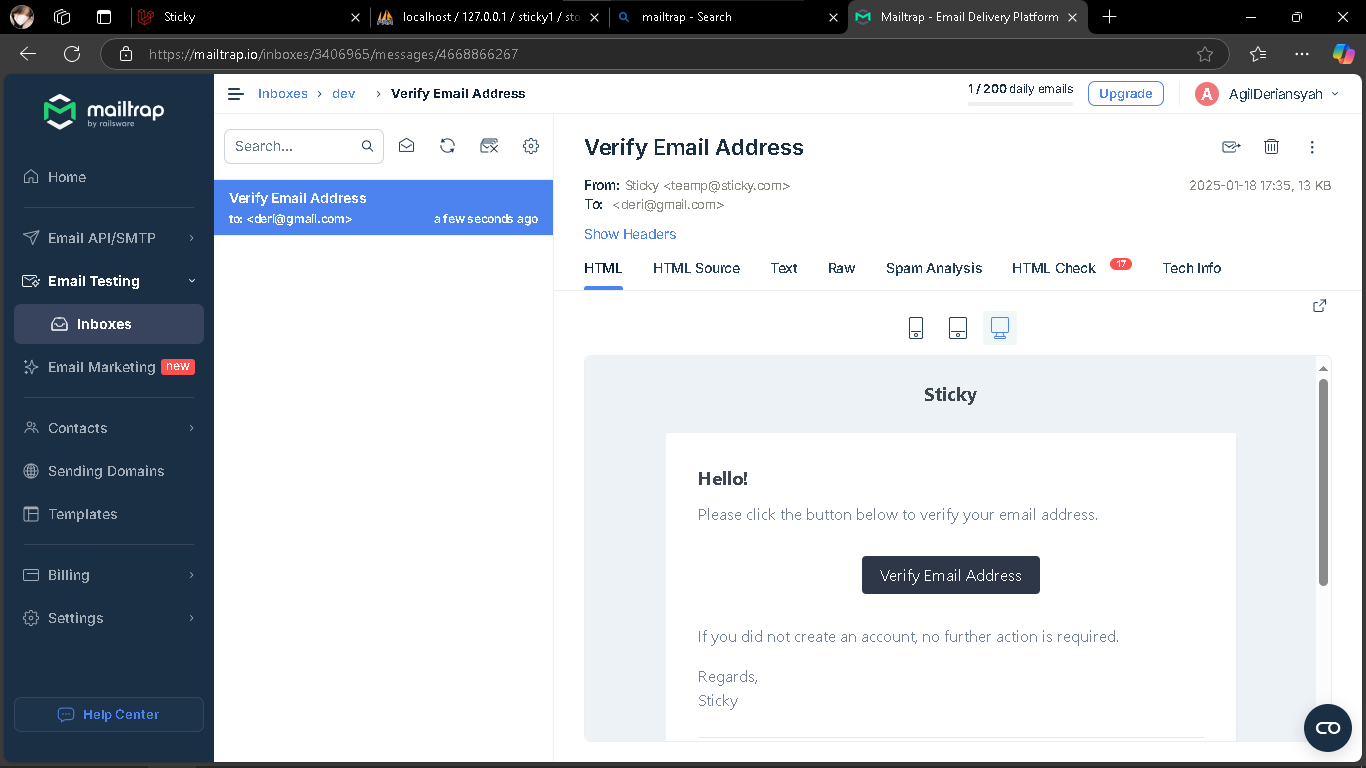 Sticky
localhost / 127.0.0.1 / sticky1 / sto
mailtrap - Search
Mailtrap - Email Delivery Platform
https://mailtrap.io/inboxes/3406965/messages/4668866267
mailtrap
by railsware
Home
Email API/SMTP
Email Testing
Inboxes
Email Marketing new
Contacts
Sending Domains
Templates
Billing
Settings
Help Center
Inboxes > dev > Verify Email Address
1 / 200 daily emails
Upgrade
A AgilDeriansyah
Search...
Verify Email Address
to: <deri@gmail.com> a few seconds ago
Verify Email Address
From: Sticky <teamp@sticky.com> 2025-01-18 17:35, 13 KB
To: <deri@gmail.com>
Show Headers
HTML HTML Source Text Raw Spam Analysis HTML Check 17 Tech Info
Sticky
Hello!
Please click the button below to verify your email address.
Verify Email Address
If you did not create an account, no further action is required.
Regards,
Sticky